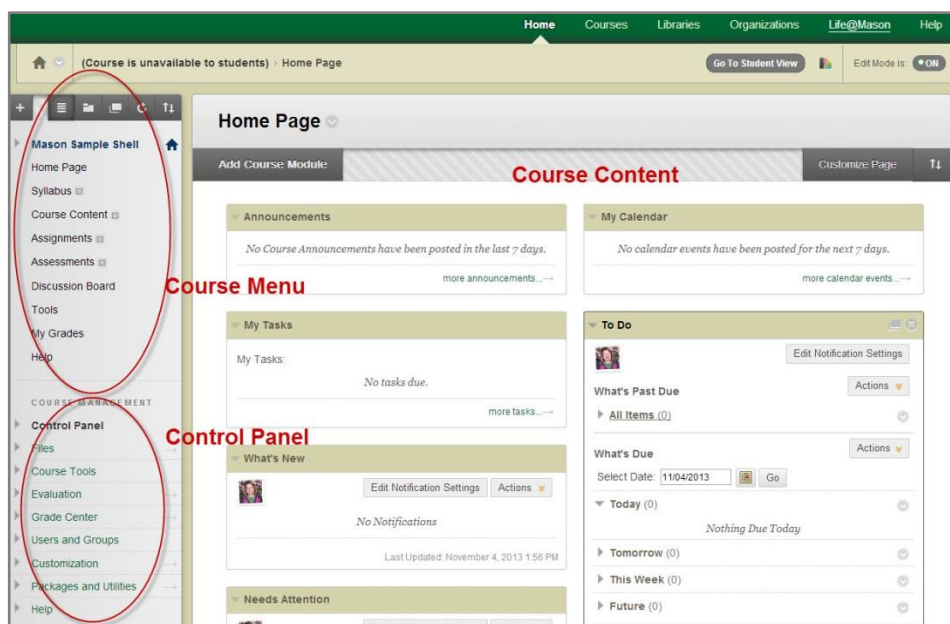 Home Courses Libraries Organizations Life@Mason Help
(Course is unavailable to students) > Home Page
Go To Student View
Edit Mode is: ON
Mason Sample Shell
Home Page
Syllabus
Course Content
Assignments
Assessments
Discussion Board
Tools
My Grades
Help
Course Menu
COURSE MANAGEMENT
Control Panel
Files
Course Tools
Evaluation
Grade Center
Users and Groups
Customization
Packages and Utilities
Help
Control Panel
Home Page
Add Course Module
Course Content
Customize Page
Announcements
No Course Announcements have been posted in the last 7 days.
more announcements...
My Tasks
My Tasks:
No tasks due.
more tasks...
What's New
Edit Notification Settings Actions
No Notifications
Last Updated: November 4, 2013 1:56 PM
Needs Attention
My Calendar
No calendar events have been posted for the next 7 days.
more calendar events...
To Do
Edit Notification Settings
Actions
What's Past Due
All Items (0)
Actions
What's Due
Select Date: 11/04/2013 Go
Today (0)
Nothing Due Today
Tomorrow (0)
This Week (0)
Future (0)